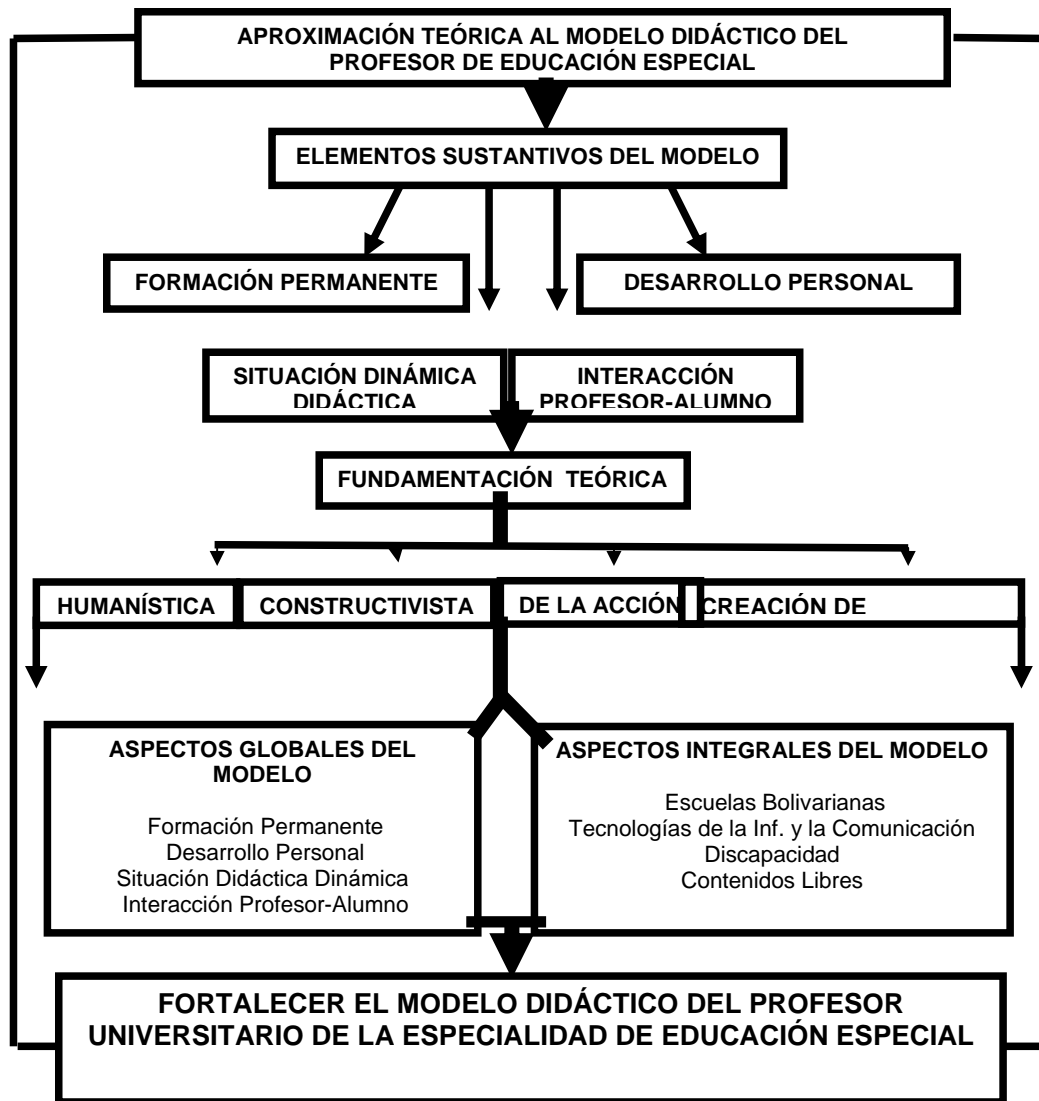 APROXIMACIÓN TEÓRICA AL MODELO DIDÁCTICO DEL
PROFESOR DE EDUCACIÓN ESPECIAL
ELEMENTOS SUSTANTIVOS DEL MODELO
FORMACIÓN PERMANENTE
DESARROLLO PERSONAL
SITUACIÓN DINÁMICA
DIDÁCTICA
INTERACCIÓN
PROFESOR-ALUMNO
FUNDAMENTACIÓN TEÓRICA
HUMANÍSTICA
CONSTRUCTIVISTA
DE LA ACCIÓN
CREACIÓN DE
ASPECTOS GLOBALES DEL
MODELO
Formación Permanente
Desarrollo Personal
Situación Didáctica Dinámica
Interacción Profesor-Alumno
ASPECTOS INTEGRALES DEL MODELO
Escuelas Bolivarianas
Tecnologías de la Inf. y la Comunicación
Discapacidad
Contenidos Libres
FORTALECER EL MODELO DIDÁCTICO DEL PROFESOR
UNIVERSITARIO DE LA ESPECIALIDAD DE EDUCACIÓN ESPECIAL